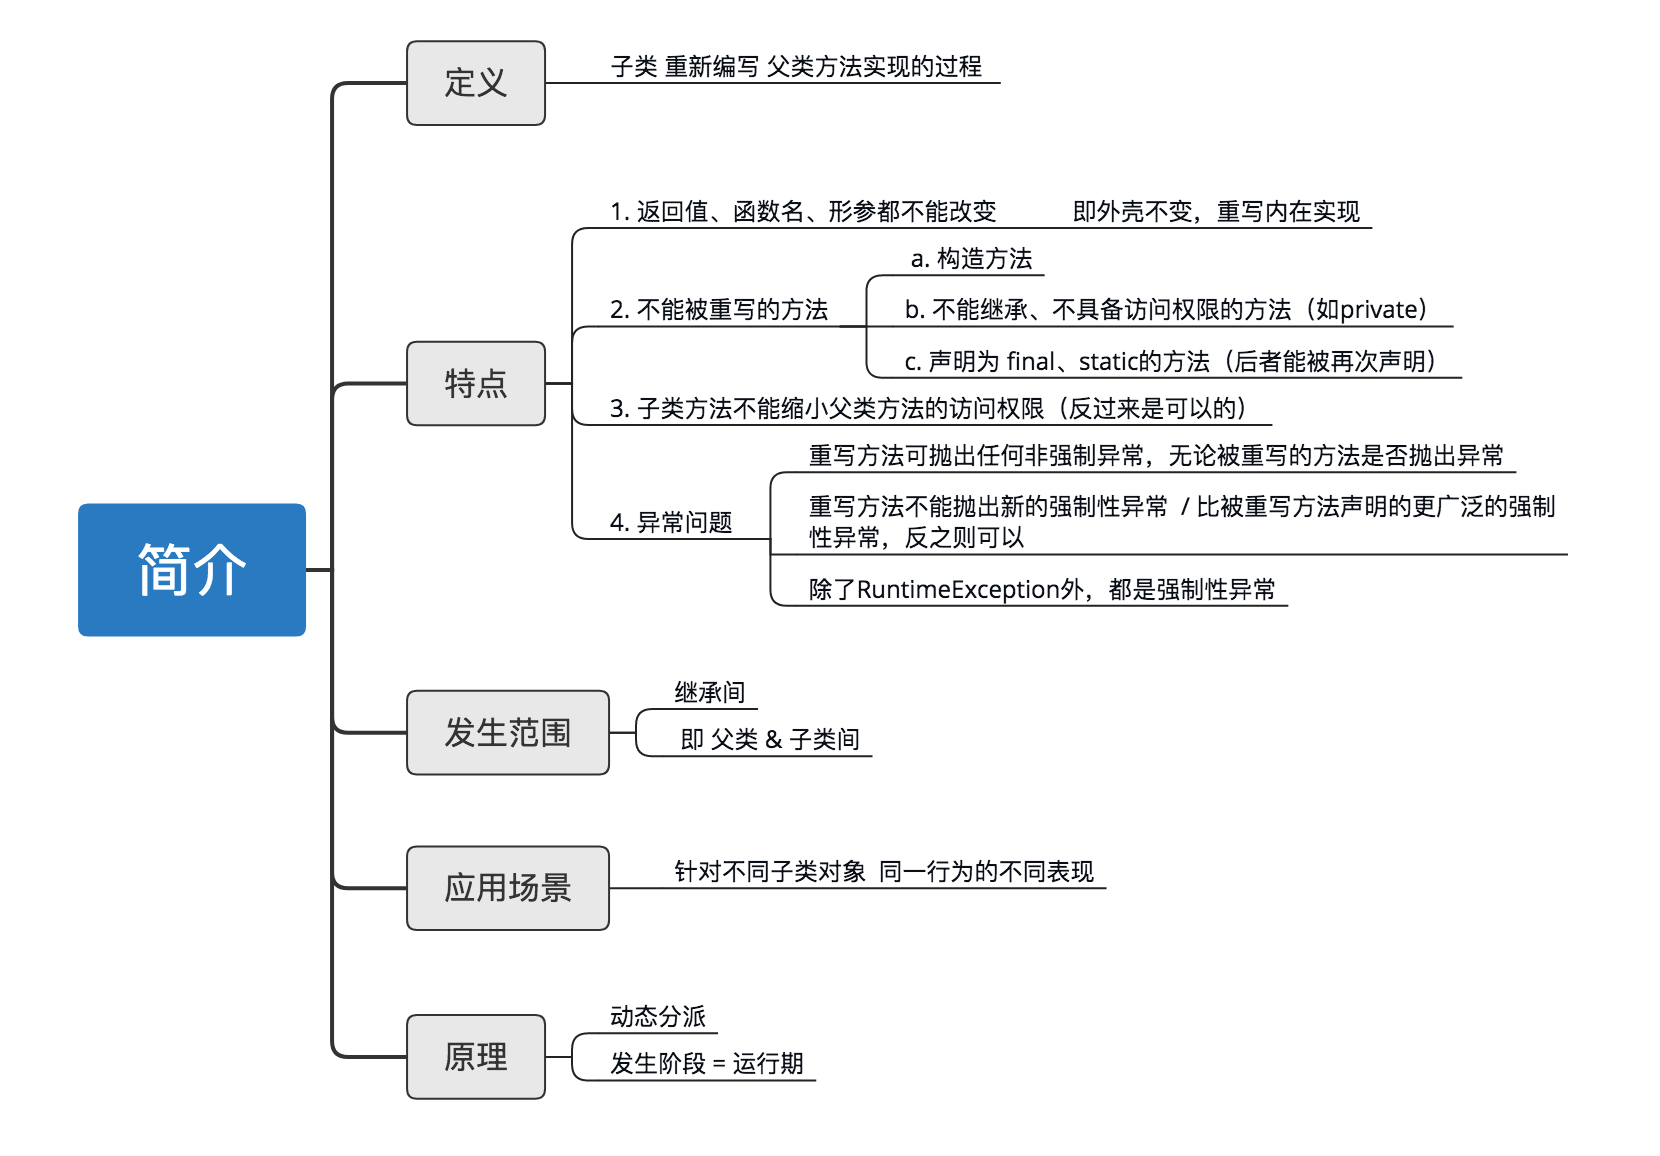 简介
定义
子类 重新编写 父类方法实现的过程
特点
1. 返回值、函数名、形参都不能改变 即外壳不变，重写内在实现
2. 不能被重写的方法
a. 构造方法
b. 不能继承、不具备访问权限的方法（如private）
c. 声明为 final、static的方法（后者能被再次声明）
3. 子类方法不能缩小父类方法的访问权限（反过来是可以的）
4. 异常问题
重写方法可抛出任何非强制异常，无论被重写的方法是否抛出异常
重写方法不能抛出新的强制性异常 / 比被重写方法声明的更广泛的强制
性异常，反之则可以
除了RuntimeException外，都是强制性异常
发生范围
继承间
即 父类 & 子类间
应用场景
针对不同子类对象 同一行为的不同表现
原理
动态分派
发生阶段 = 运行期